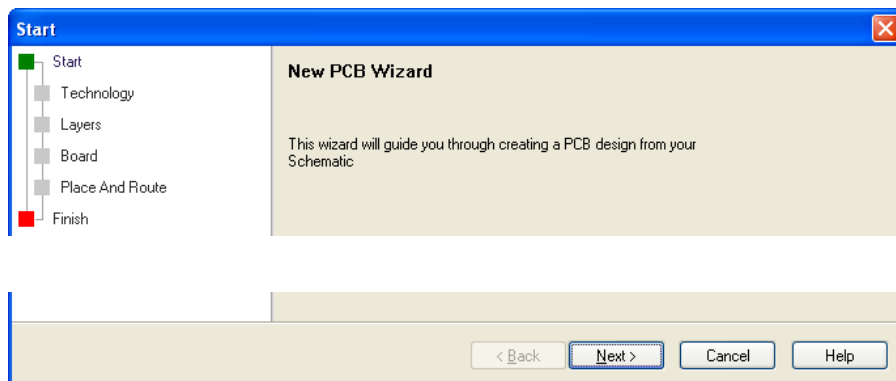 Start
Start
Technology
Layers
Board
Place And Route
Finish
New PCB Wizard
This wizard will guide you through creating a PCB design from your
Schematic
< Back
Next >
Cancel
Help